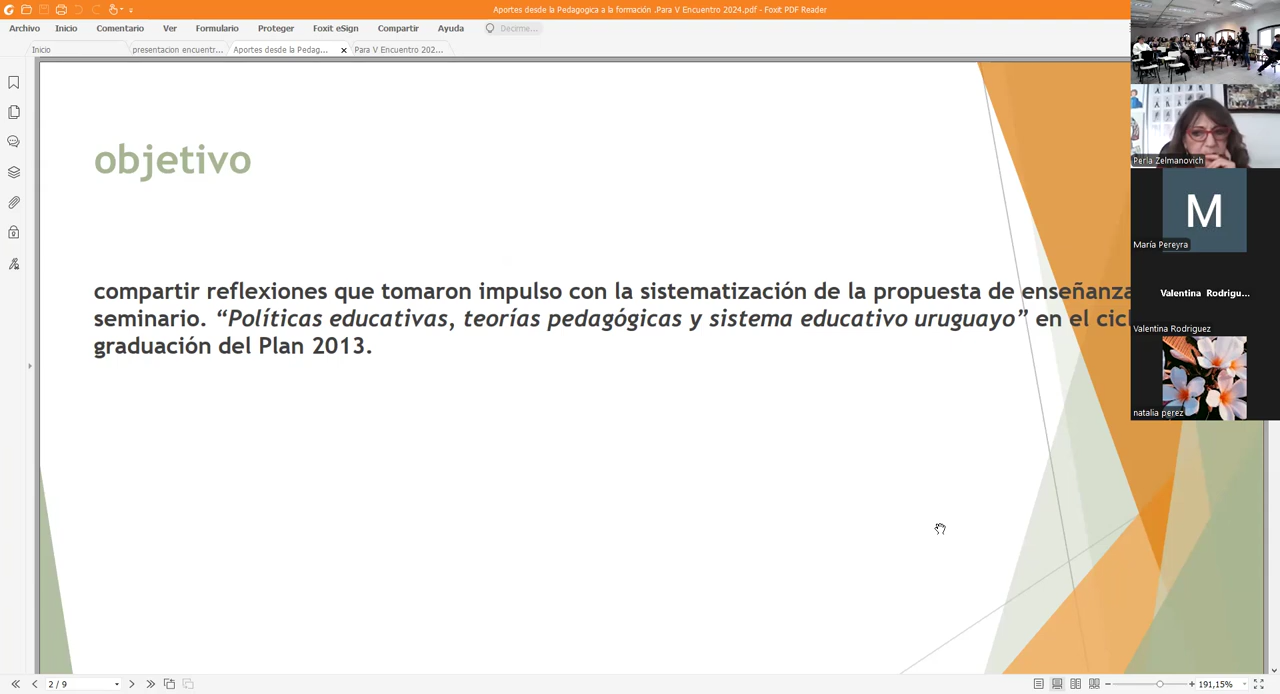 Aportes desde la Pedagogica a la formación .Para V Encuentro 2024.pdf - Foxit PDF Reader
Archivo Inicio Comentario Ver Formulario Proteger Foxit eSign Compartir Ayuda Decirme...
Inicio presentacion encuentr... Aportes desde la Pedag... Para V Encuentro 202...
objetivo
compartir reflexiones que tomaron impulso con la sistematización de la propuesta de enseñanza
seminario. “Políticas educativas, teorías pedagógicas y sistema educativo uruguayo” en el cicl
graduación del Plan 2013.
Perla Zelmanovich
M
María Pereyra
Valentina Rodrigu...
Valentina Rodríguez
natalia perez
2 / 9
191,15%